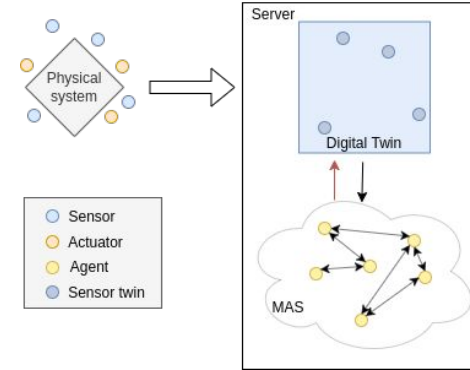 Server
Physical
system
Digital Twin
Sensor
Actuator
Agent
Sensor twin
MAS